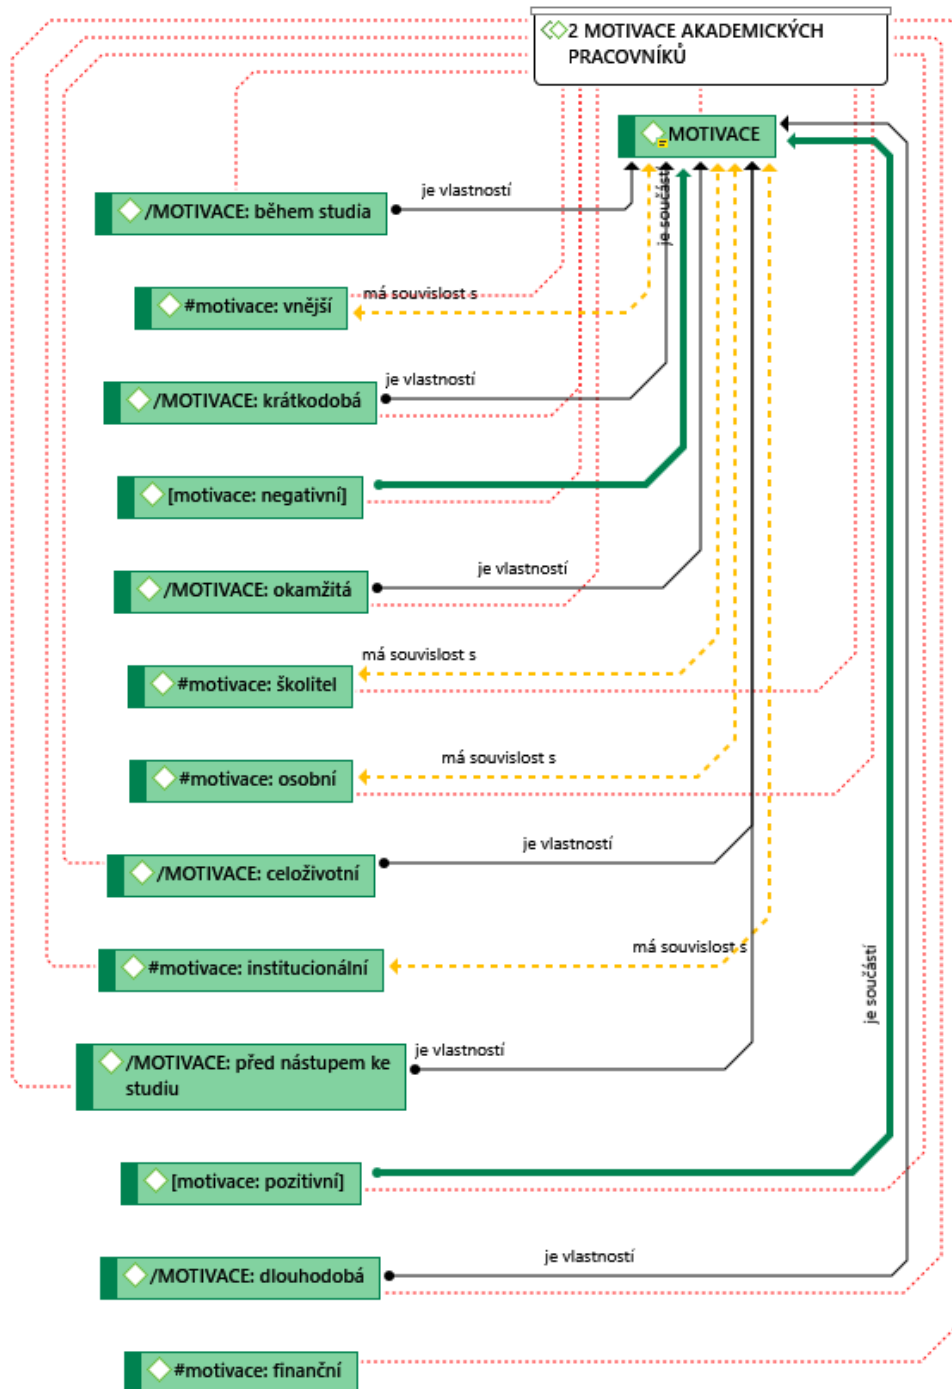 2 MOTIVACE AKADEMICKÝCH
PRACOVNÍKŮ
MOTIVACE
je součástí
je vlastností
/MOTIVACE: během studia
má souvislost s
#motivace: vnější
je vlastností
/MOTIVACE: krátkodobá
[motivace: negativní]
je vlastností
/MOTIVACE: okamžitá
má souvislost s
#motivace: školitel
má souvislost s
#motivace: osobní
je vlastností
/MOTIVACE: celoživotní
má souvislost s
#motivace: institucionální
je součástí
je vlastností
/MOTIVACE: před nástupem ke
studiu
[motivace: pozitivní]
je vlastností
/MOTIVACE: dlouhodobá
#motivace: finanční